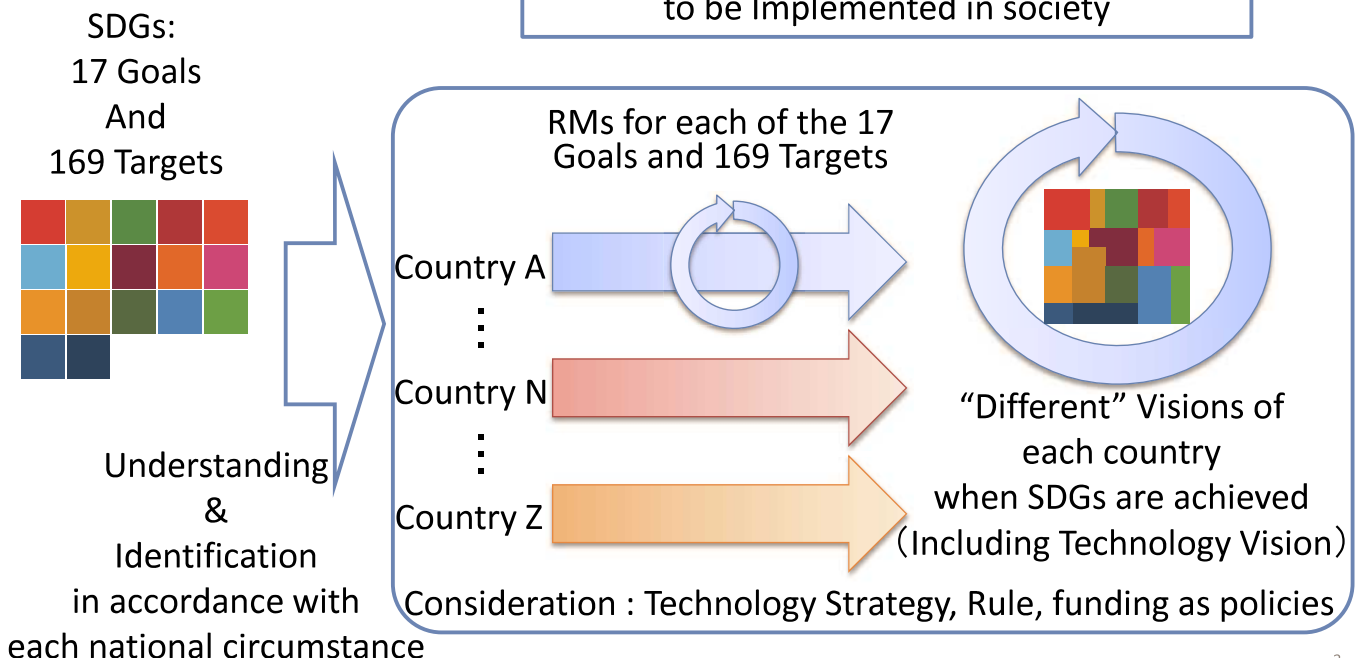 to be Implemented in society
SDGs:
17 Goals
And
169 Targets
RMs for each of the 17
Goals and 169 Targets
Country A
⋮
Country N
⋮
Country Z
Understanding
&
Identification
in accordance with
each national circumstance
“Different” Visions of
each country
when SDGs are achieved
（Including Technology Vision）
Consideration : Technology Strategy, Rule, funding as policies